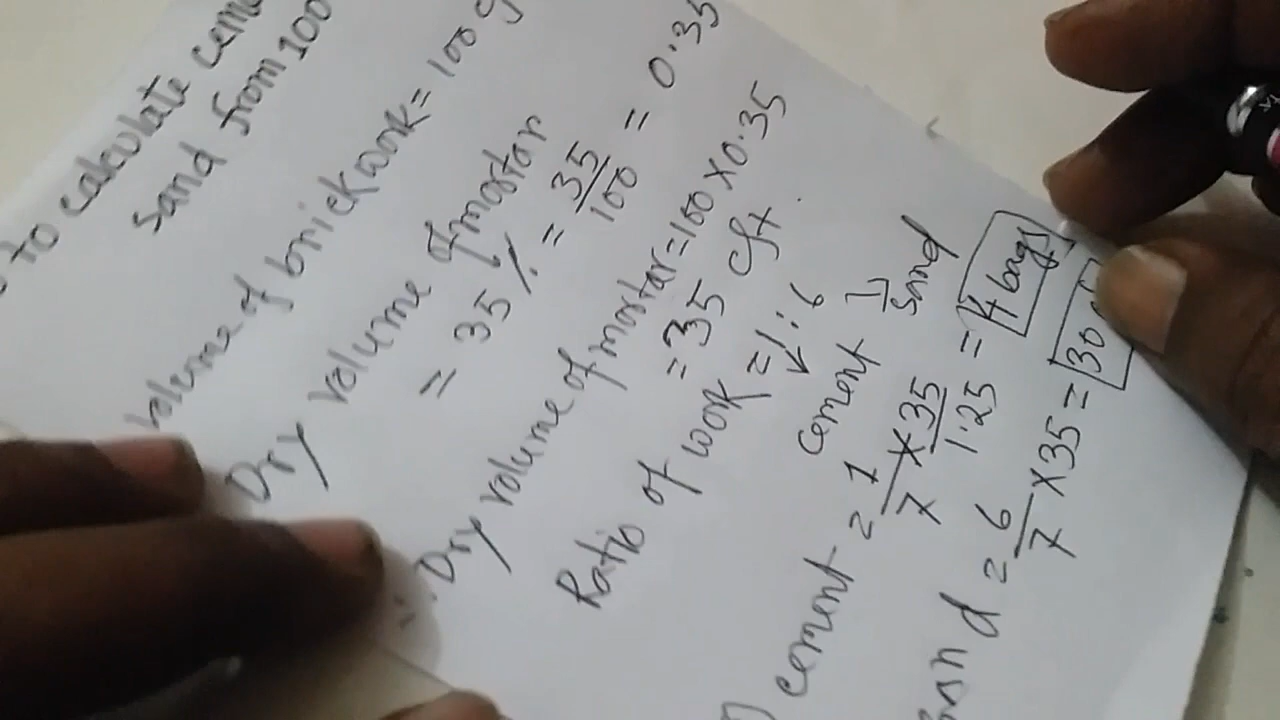 to calculate
sand from 100
volume of brickwork = 100
Dry volume of mortar
= 35 % = 35/100 = 0.35
∴ Dry volume of mortar = 100 × 0.35
= 35 cft.
Ratio of work = 1 : 6
cement sand
cement = 1/7 × 35/1.25 = 4 bags
sand = 6/7 × 35 = 30